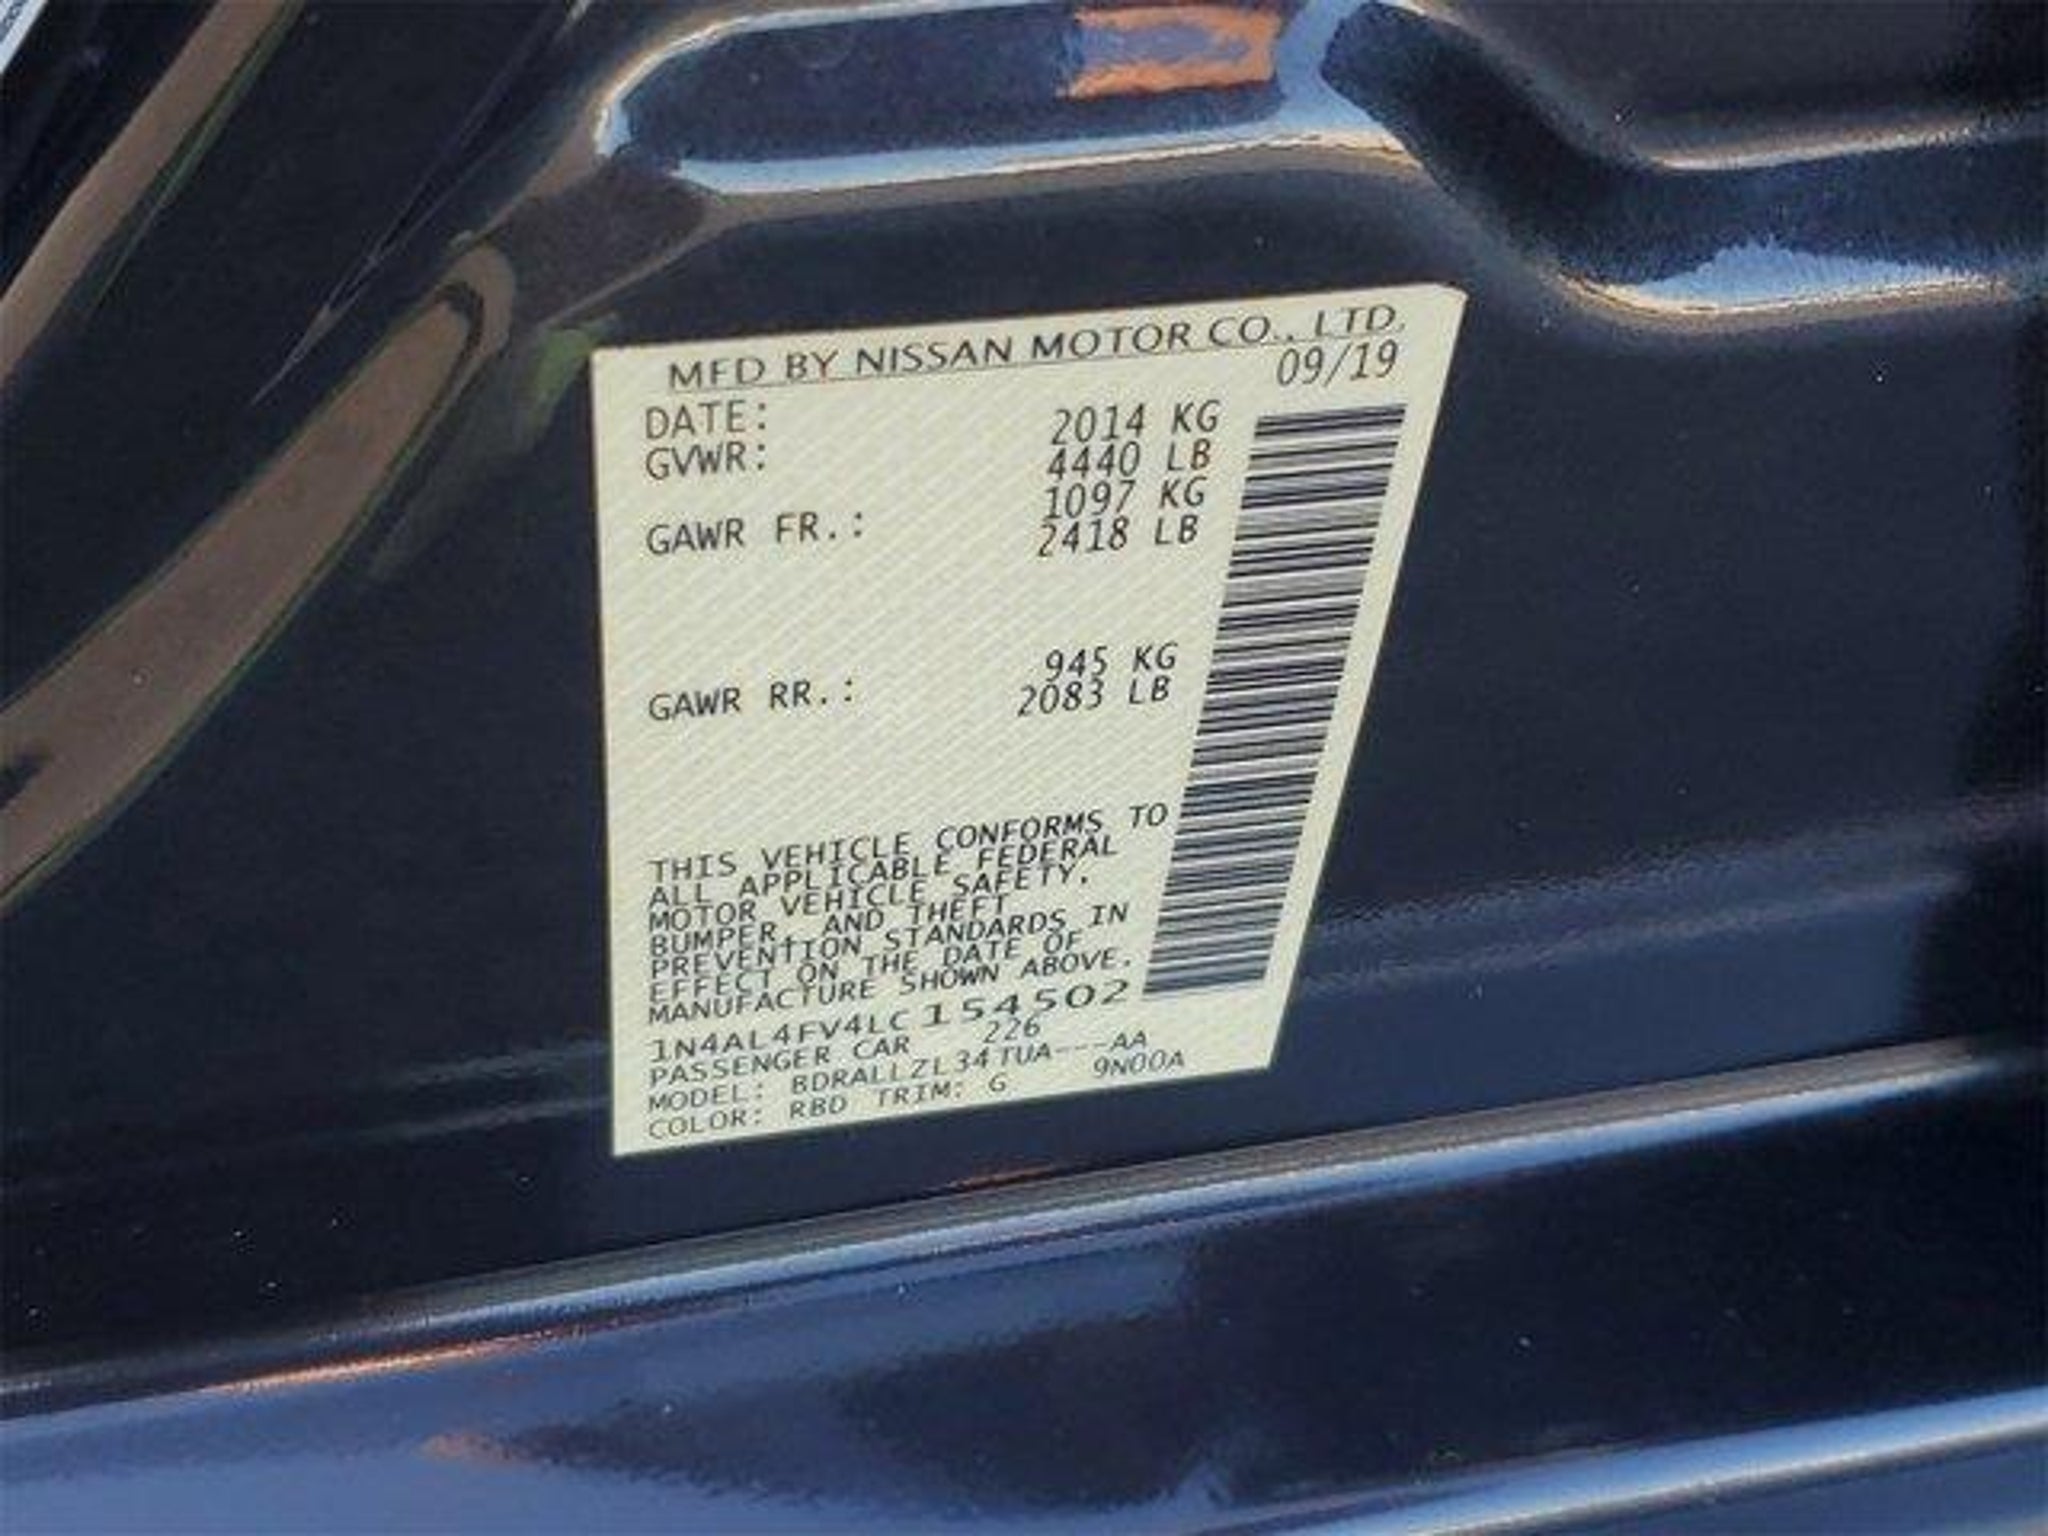 MFD BY NISSAN MOTOR CO., LTD.
DATE: 09/19
GVWR: 2014 KG
4440 LB
GAWR FR.: 1097 KG
2418 LB
GAWR RR.: 945 KG
2083 LB
THIS VEHICLE CONFORMS TO
ALL APPLICABLE FEDERAL
MOTOR VEHICLE SAFETY,
BUMPER, AND THEFT
PREVENTION STANDARDS IN
EFFECT ON THE DATE OF
MANUFACTURE SHOWN ABOVE.
1N4AL4FV4LC154502
PASSENGER CAR 226
MODEL: BDRALLZL34TUA---AA
COLOR: RBD TRIM: G 9N00A